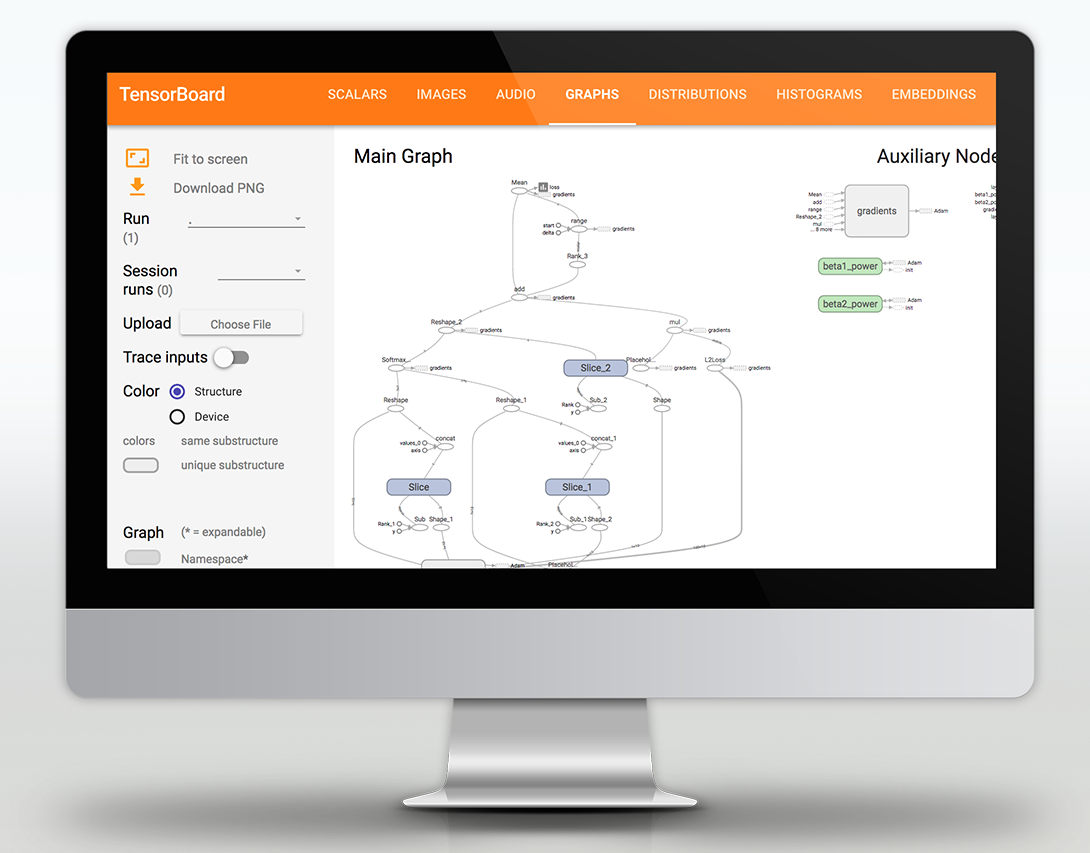 TensorBoard
SCALARS
IMAGES
AUDIO
GRAPHS
DISTRIBUTIONS
HISTOGRAMS
EMBEDDINGS
Fit to screen
Download PNG
Run
(1)
Session
runs (0)
Upload
Choose File
Trace inputs
Color
Structure
Device
colors
same substructure
unique substructure
Graph
(* = expandable)
Namespace*
Main Graph
Mean
loss
gradients
range
start
delta
gradients
Rank_3
add
gradients
Reshape_2
gradients
mul
gradients
Softmax...
gradients
Slice_2
Placehol...
gradients
L2Loss
gradients
Reshape
Reshape_1
Rank
y
Sub_2
Shape
values_0
axis
concat
values_0
axis
concat_1
Slice
Slice_1
Rank_1
y
Sub
Shape_1
Rank_2
y
Sub_1
Shape_2
Adam
Placehol...
Auxiliary Node
Mean
add
range
Reshape_2
mul
... 8 more
gradients
Adam
beta1_power
Adam
init
beta2_power
Adam
init